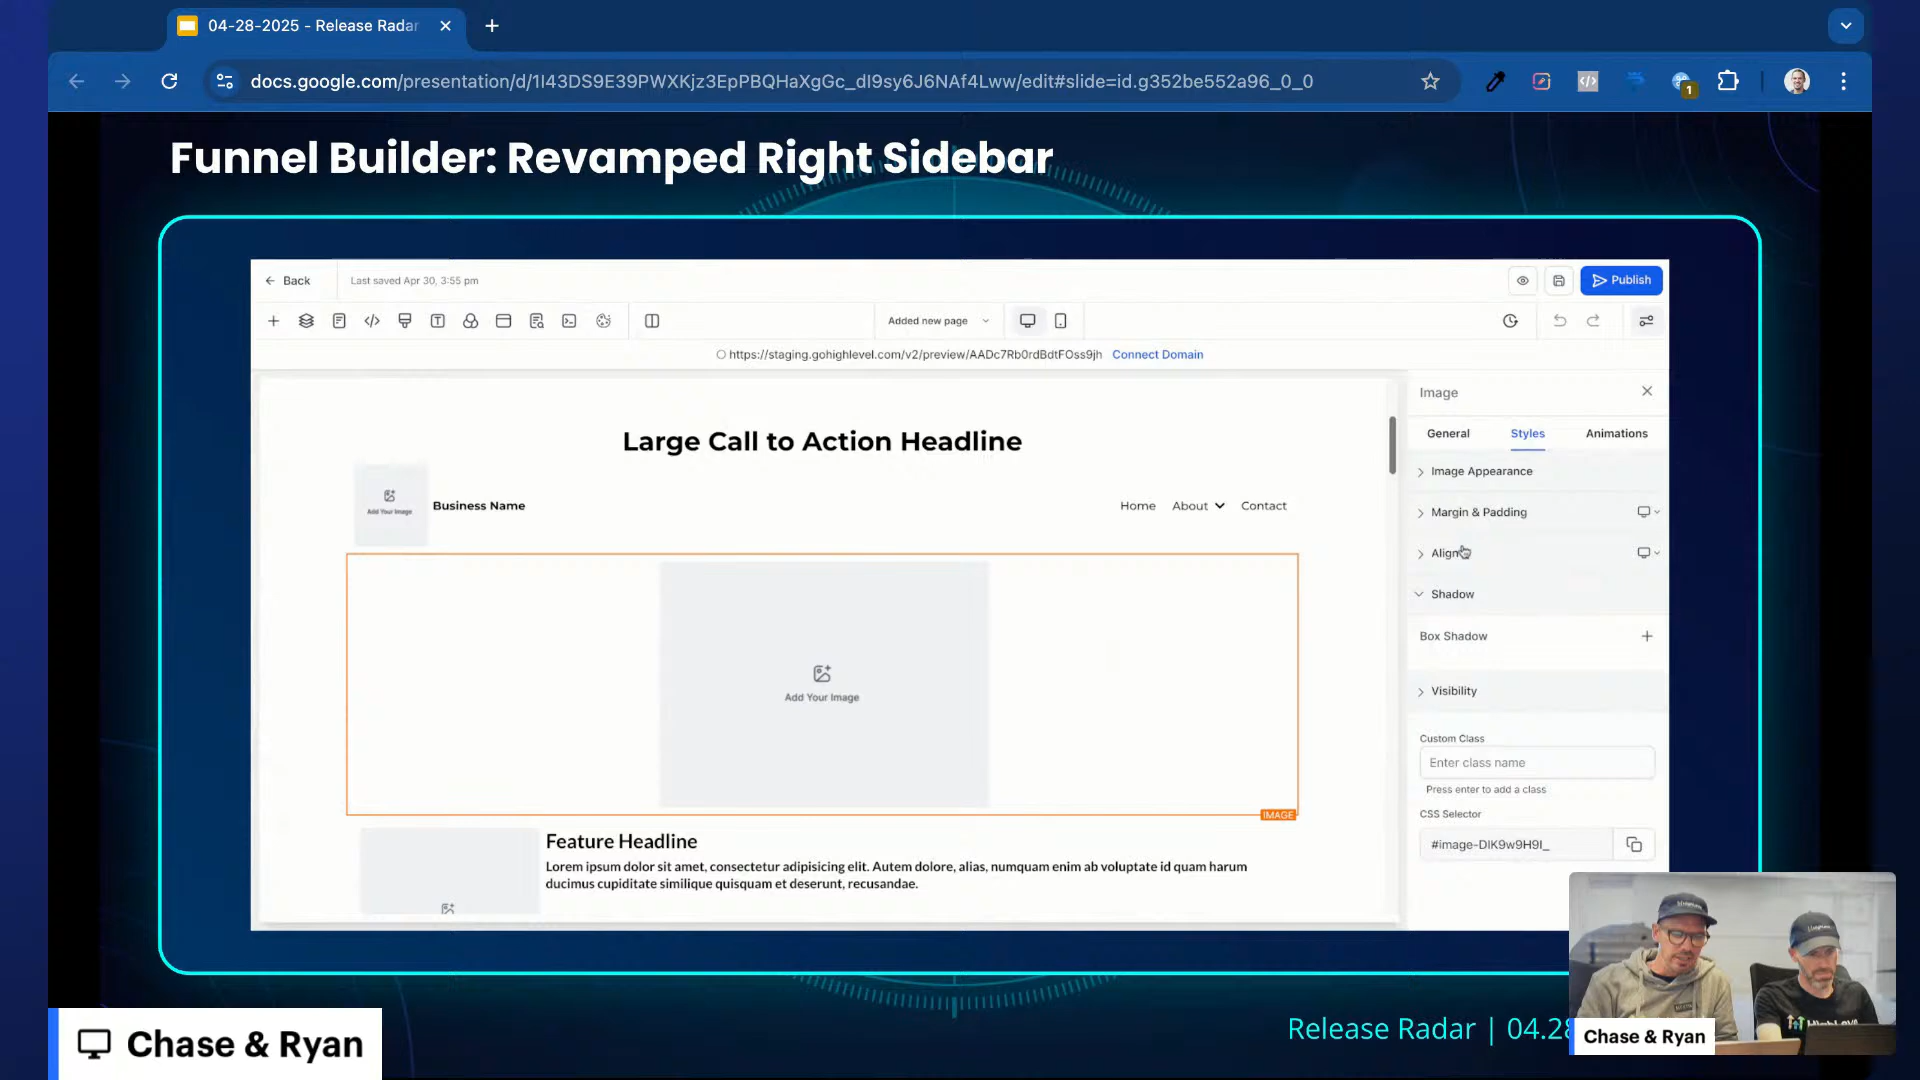 04-28-2025 - Release Radar
docs.google.com/presentation/d/1I43DS9E39PWXKjz3EpPBQHaXgGc_dI9sy6J6NAf4Lww/edit#slide=id.g352be552a96_0_0
1
Funnel Builder: Revamped Right Sidebar
Back
Last saved Apr 30, 3:55 pm
Publish
Added new page
https://staging.gohighlevel.com/v2/preview/AADc7Rb0rdBdtFOss9jh Connect Domain
Image
Large Call to Action Headline
General Styles Animations
Image Appearance
Add Your Image
Business Name
Home About Contact
Margin & Padding
Align
Shadow
Box Shadow
Add Your Image
Visibility
Custom Class
Enter class name
Press enter to add a class
IMAGE
CSS Selector
#image-DIK9w9H9I_
Feature Headline
Lorem ipsum dolor sit amet, consectetur adipisicing elit. Autem dolore, alias, numquam enim ab voluptate id quam harum
ducimus cupiditate similique quisquam et deserunt, recusandae.
Release Radar | 04.28
Chase & Ryan
Chase & Ryan